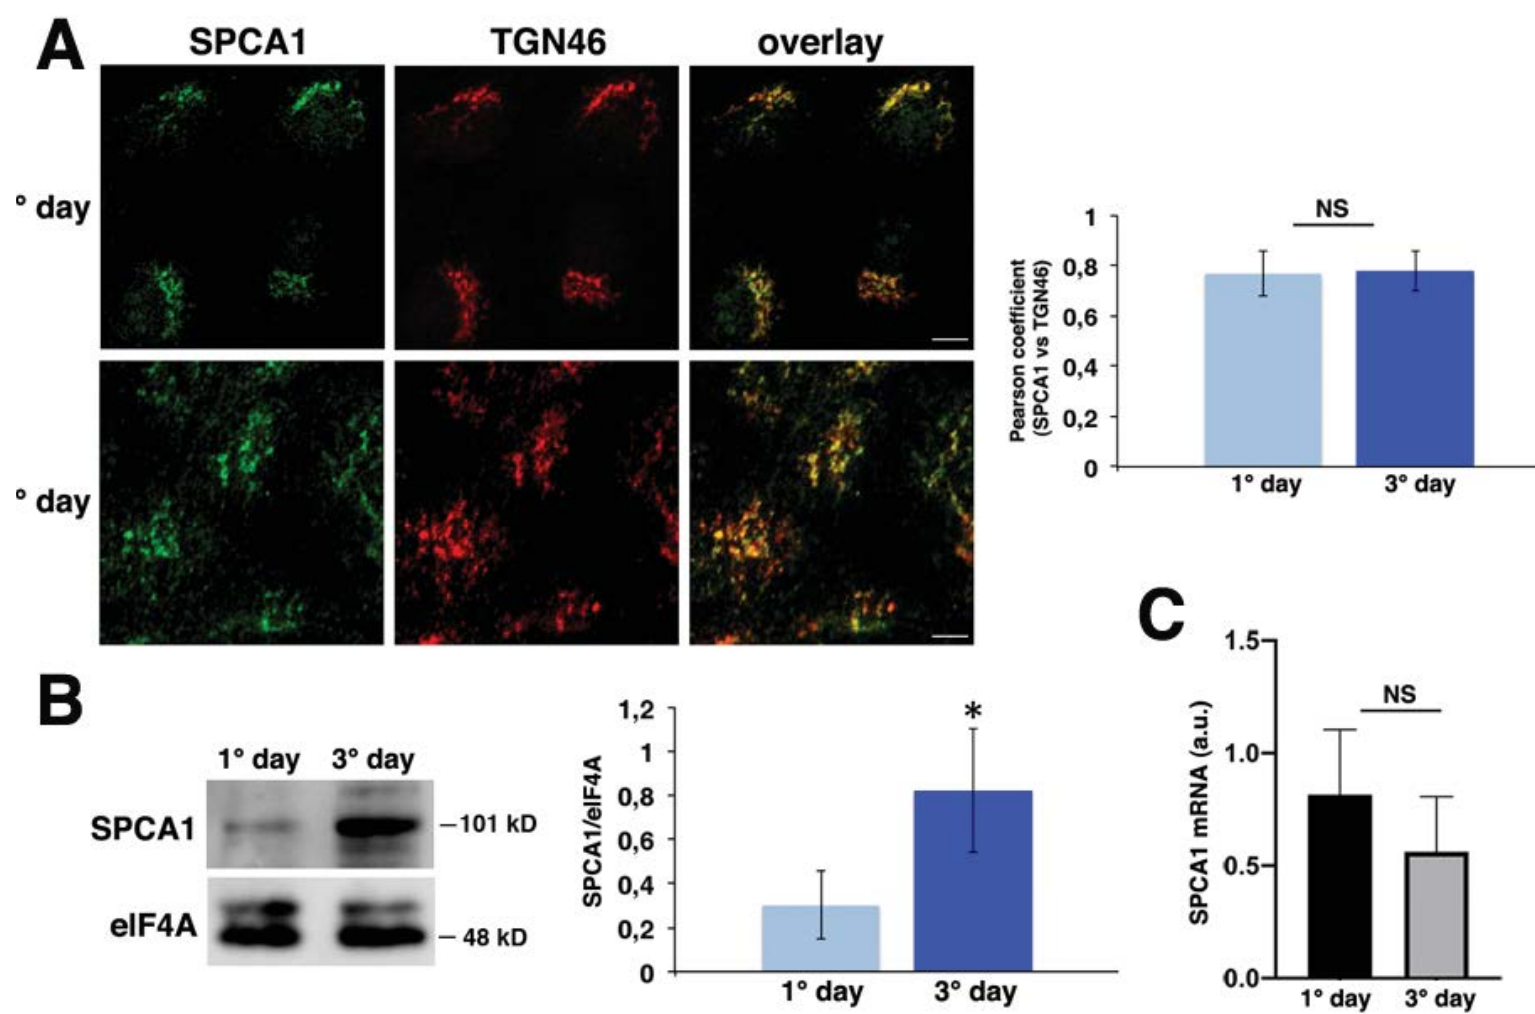 A
SPCA1 TGN46 overlay
° day
° day
Pearson coefficient
(SPCA1 vs TGN46)
1
0,8
0,6
0,4
0,2
0
NS
1° day 3° day
B
1° day 3° day
SPCA1
101 kD
eIF4A
48 kD
SPCA1/eIF4A
1,2
1
0,8
0,6
0,4
0,2
0
*
1° day 3° day
C
SPCA1 mRNA (a.u.)
1.5
1.0
0.5
0.0
NS
1° day 3° day